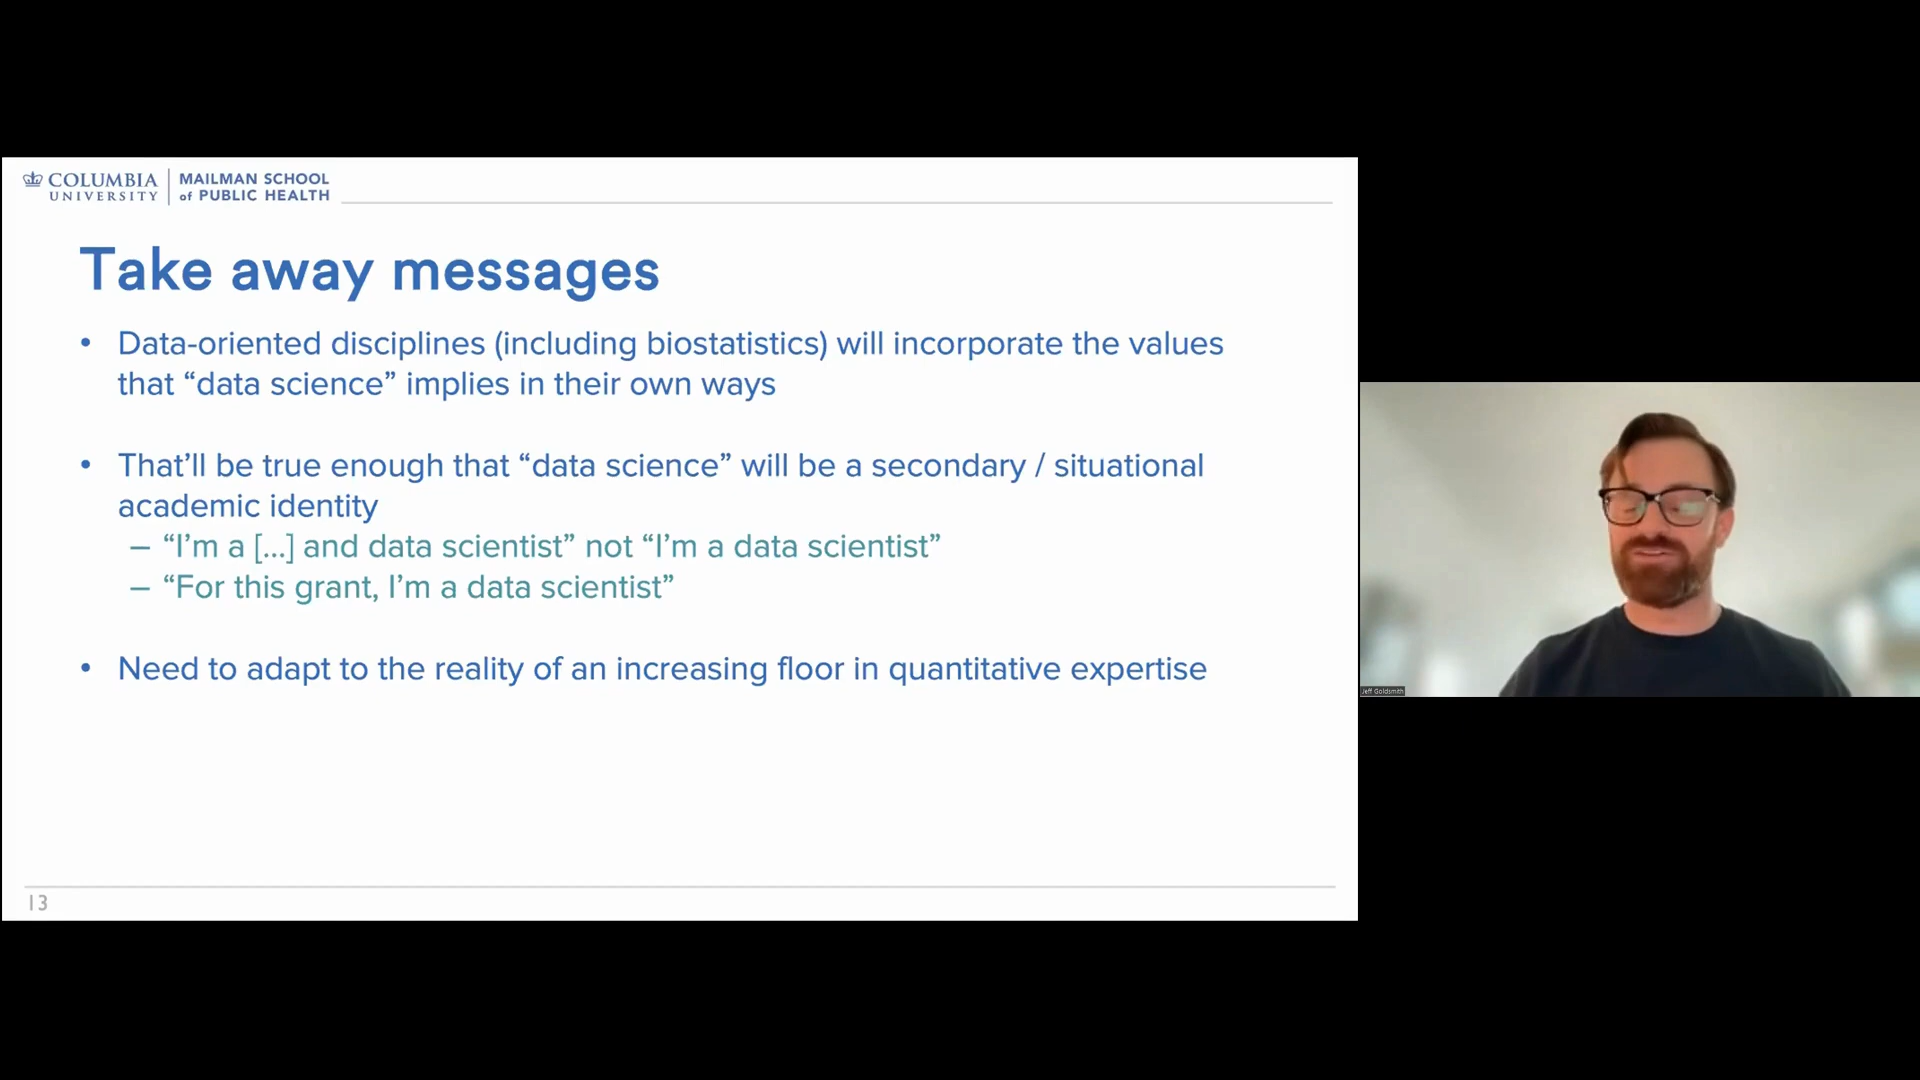 COLUMBIA UNIVERSITY
MAILMAN SCHOOL of PUBLIC HEALTH
Take away messages
• Data-oriented disciplines (including biostatistics) will incorporate the values
that “data science” implies in their own ways
• That’ll be true enough that “data science” will be a secondary / situational
academic identity
– “I’m a [...] and data scientist” not “I’m a data scientist”
– “For this grant, I’m a data scientist”
• Need to adapt to the reality of an increasing floor in quantitative expertise
13
Jeff Goldsmith